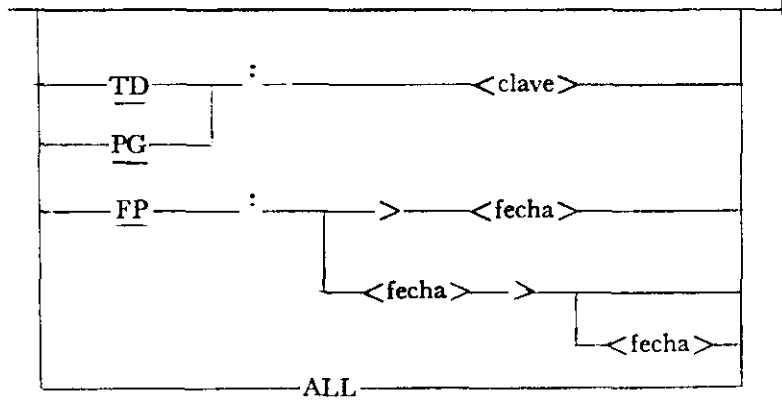 TD : <clave>
PG
FP : > <fecha>
<fecha> >
<fecha>
ALL